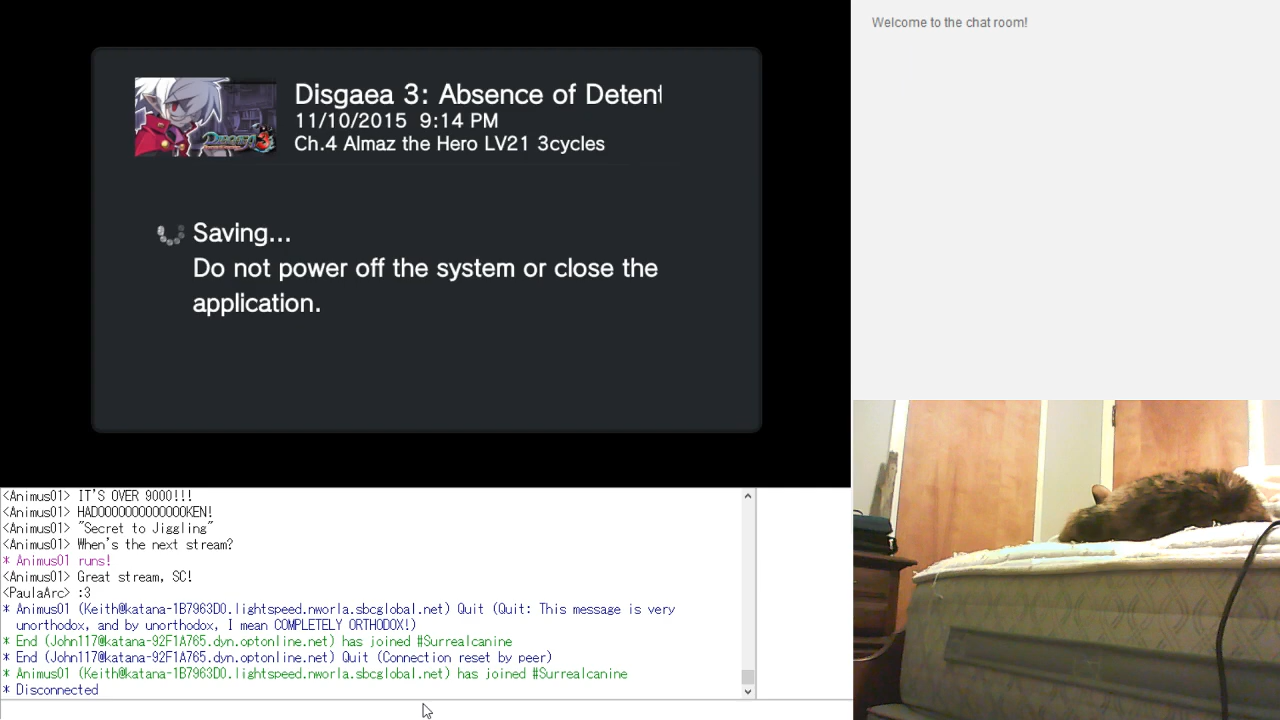 Welcome to the chat room!
Disgaea 3: Absence of Detent
11/10/2015 9:14 PM
Ch.4 Almaz the Hero LV21 3cycles
DISGAEA 3
Saving...
Do not power off the system or close the
application.
<Animus01> IT'S OVER 9000!!!
<Animus01> HADOOOOOOOOOOOOOKEN!
<Animus01> "Secret to Jiggling"
<Animus01> When's the next stream?
* Animus01 runs!
<Animus01> Great stream, SC!
<PaulaArc> :3
* Animus01 (Keith@katana-1B7963D0.lightspeed.nworla.sbcglobal.net) Quit (Quit: This message is very
unorthodox, and by unorthodox, I mean COMPLETELY ORTHODOX!)
* End (John117@katana-92F1A765.dyn.optonline.net) has joined #Surrealcanine
* End (John117@katana-92F1A765.dyn.optonline.net) Quit (Connection reset by peer)
* Animus01 (Keith@katana-1B7963D0.lightspeed.nworla.sbcglobal.net) has joined #Surrealcanine
* Disconnected